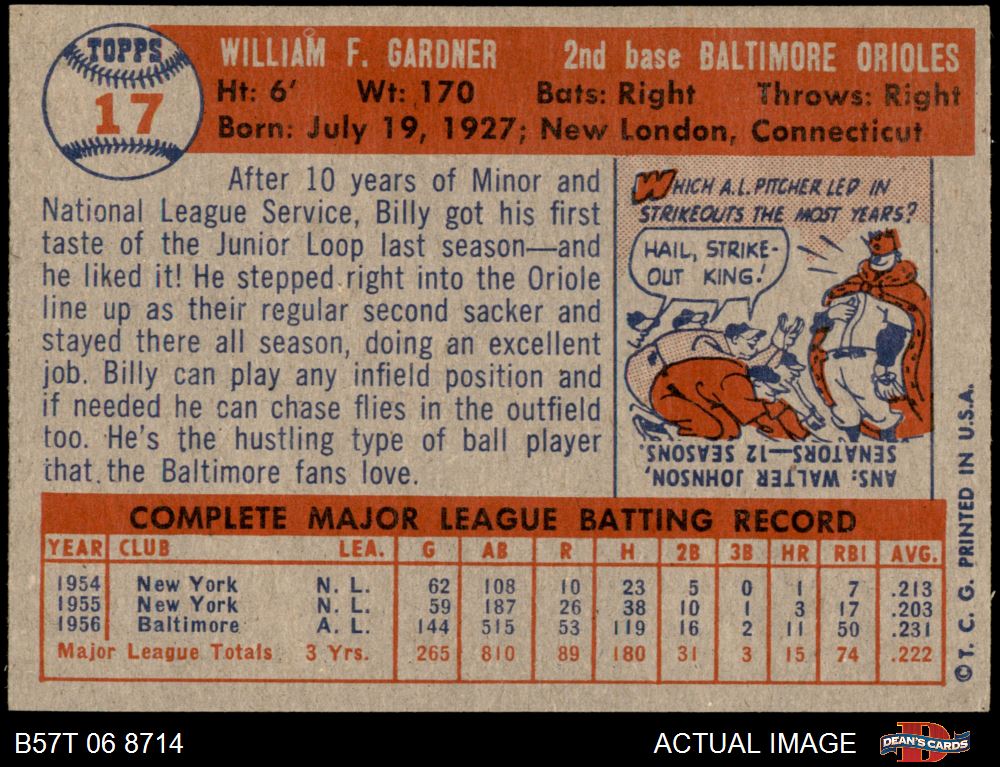 TOPPS
17
WILLIAM F. GARDNER 2nd base BALTIMORE ORIOLES
Ht: 6' Wt: 170 Bats: Right Throws: Right
Born: July 19, 1927; New London, Connecticut
After 10 years of Minor and
National League Service, Billy got his first
taste of the Junior Loop last season—and
he liked it! He stepped right into the Oriole
line up as their regular second sacker and
stayed there all season, doing an excellent
job. Billy can play any infield position and
if needed he can chase flies in the outfield
too. He's the hustling type of ball player
that the Baltimore fans love.
WHICH A.L. PITCHER LED IN
STRIKEOUTS THE MOST YEARS?
HAIL, STRIKE-
OUT KING!
ANS: WALTER JOHNSON,
SENATORS—12 SEASONS.
COMPLETE MAJOR LEAGUE BATTING RECORD
YEAR CLUB LEA. G AB R H 2B 3B HR RBI AVG.
1954 New York N. L. 62 108 10 23 5 0 1 7 .213
1955 New York N. L. 59 187 26 38 10 1 3 17 .203
1956 Baltimore A. L. 144 515 53 119 16 2 11 50 .231
Major League Totals 3 Yrs. 265 810 89 180 31 3 15 74 .222
© T. C. G. PRINTED IN U.S.A.
B57T 06 8714
ACTUAL IMAGE
D
DEAN'S CARDS